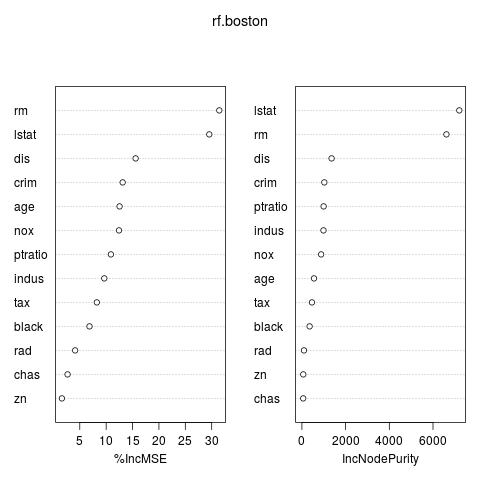 rf.boston
rm
lstat
dis
crim
age
nox
ptratio
indus
tax
black
rad
chas
zn
5 10 15 20 25 30
%IncMSE
lstat
rm
dis
crim
ptratio
indus
nox
age
tax
black
rad
zn
chas
0 2000 4000 6000
IncNodePurity